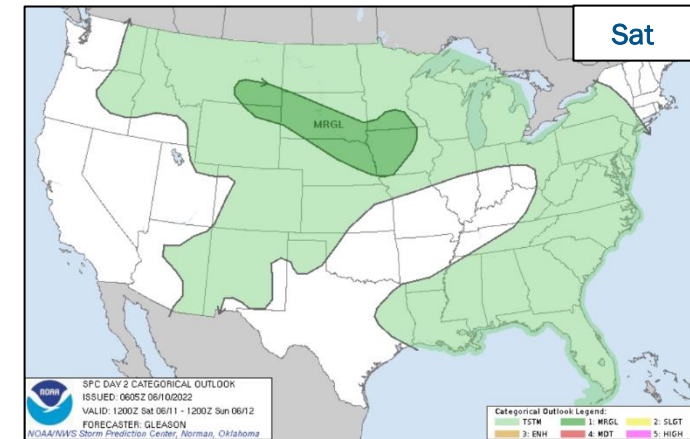 Sat
MRGL
NOAA
SPC DAY 2 CATEGORICAL OUTLOOK
ISSUED: 0605Z 06/10/2022
VALID: 1200Z Sat 06/11 - 1200Z Sun 06/12
FORECASTER: GLEASON
NOAA/NWS Storm Prediction Center, Norman, Oklahoma
Categorical Outlook Legend:
TSTM 1: MRGL 2: SLGT
3: ENH 4: MDT 5: HIGH